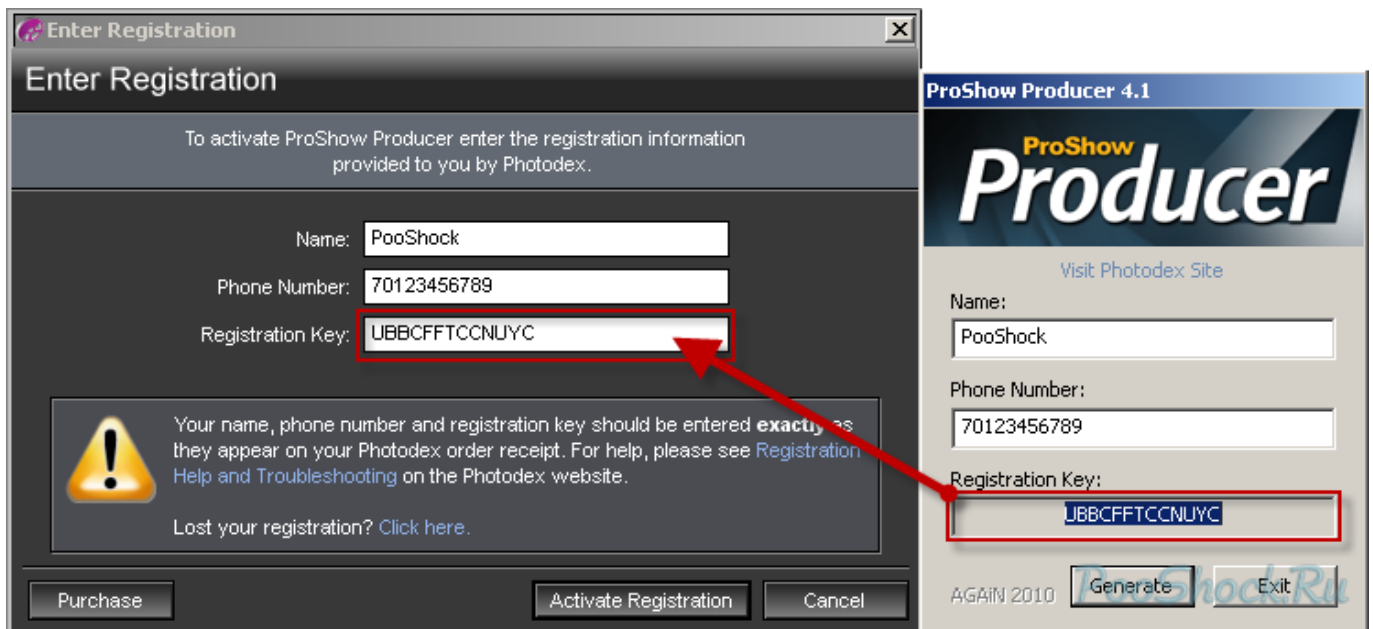 Enter Registration
Enter Registration
To activate ProShow Producer enter the registration information
provided to you by Photodex.
Name: PooShock
Phone Number: 70123456789
Registration Key: UBBCFFTCCNUYC
Your name, phone number and registration key should be entered exactly as
they appear on your Photodex order receipt. For help, please see Registration
Help and Troubleshooting on the Photodex website.
Lost your registration? Click here.
Purchase
Activate Registration
Cancel
ProShow Producer 4.1
ProShow
Producer
Visit Photodex Site
Name:
PooShock
Phone Number:
70123456789
Registration Key:
UBBCFFTCCNUYC
AGAiN 2010
Generate
Exit
PooShock.Ru